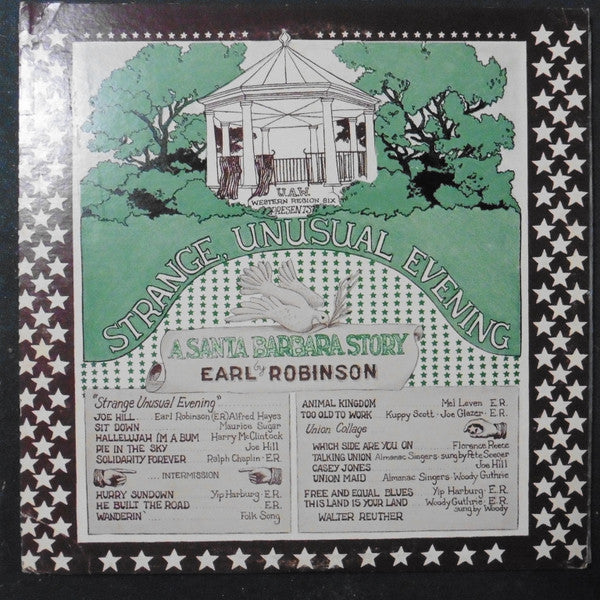 U.A.W.
WESTERN REGION SIX
PRESENTS
STRANGE, UNUSUAL EVENING
A SANTA BARBARA STORY
by
EARL ROBINSON
"Strange Unusual Evening"
JOE HILL Earl Robinson (ER) Alfred Hayes
SIT DOWN Maurice Sugar
HALLELUJAH I'M A BUM Harry McClintock
PIE IN THE SKY Joe Hill
SOLIDARITY FOREVER Ralph Chaplin-E.R.
... INTERMISSION
HURRY SUNDOWN Yip Harburg-E.R.
HE BUILT THE ROAD E.R.
WANDERIN' Folk Song
ANIMAL KINGDOM Mel Leven E.R.
TOO OLD TO WORK Kuppy Scott-Joe Glazer-E.R.
Union Collage
WHICH SIDE ARE YOU ON Florence Reece
TALKING UNION Almanac Singers-sung by Pete Seeger
CASEY JONES Joe Hill
UNION MAID Almanac Singers-Woody Guthrie
FREE AND EQUAL BLUES Yip Harburg-E.R.
THIS LAND IS YOUR LAND Woody Guthrie-E.R.
sung by Woody
WALTER REUTHER